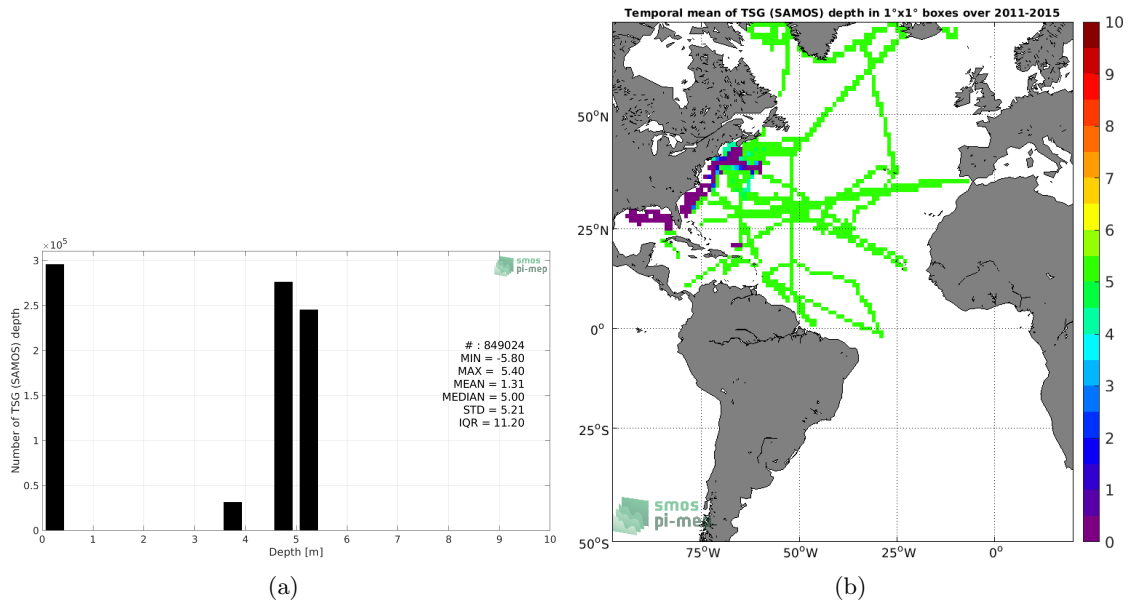 ×10⁵
3
2.5
2
1.5
1
0.5
0
Number of TSG (SAMOS) depth
smos
pi-mep
# : 849024
MIN = -5.80
MAX = 5.40
MEAN = 1.31
MEDIAN = 5.00
STD = 5.21
IQR = 11.20
0 1 2 3 4 5 6 7 8 9 10
Depth [m]
(a)
Temporal mean of TSG (SAMOS) depth in 1°x1° boxes over 2011-2015
50°N
25°N
0°
25°S
50°S
75°W 50°W 25°W 0°
smos
pi-mep
10
9
8
7
6
5
4
3
2
1
0
(b)